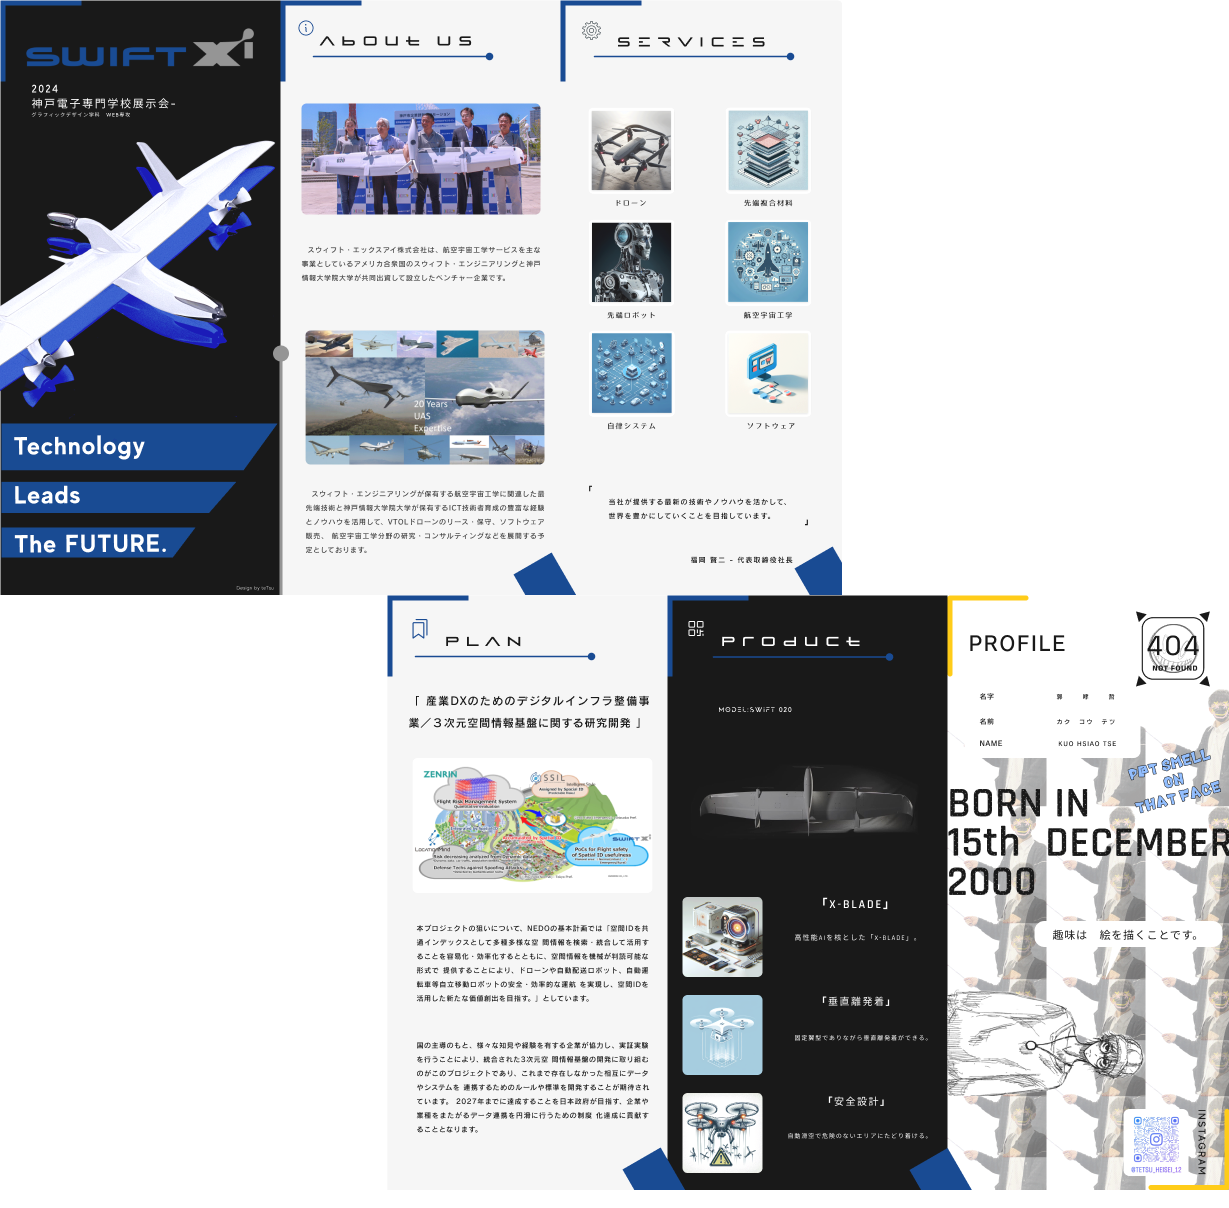 SWIFT Xi
2024
神戸電子専門学校展示会-
グラフィックデザイン学科　WEB専攻
Technology
Leads
The FUTURE.
Design by teTsu
ABOUT US
スウィフト・エックスアイ株式会社は、航空宇宙工学サービスを主な
事業としているアメリカ合衆国のスウィフト・エンジニアリングと神戸
情報大学院大学が共同出資して設立したベンチャー企業です。
20 Years
UAS
Expertise
スウィフト・エンジニアリングが保有する航空宇宙工学に関連した最
先端技術と神戸情報大学院大学が保有するICT技術者育成の豊富な経験
とノウハウを活用して、VTOLドローンのリース・保守、ソフトウェア
販売、 航空宇宙工学分野の研究・コンサルティングなどを展開する予
定としております。
SERVICES
ドローン
先端複合材料
先端ロボット
航空宇宙工学
自律システム
ソフトウェア
「
当社が提供する最新の技術やノウハウを活かして、
世界を豊かにしていくことを目指しています。
」
福岡 賢二 - 代表取締役社長
PLAN
「 産業DXのためのデジタルインフラ整備事
業／３次元空間情報基盤に関する研究開発 」
ZENRIN
SSIL
Assigned by Spatial ID
Flight Risk Management System
Quantitative evaluation
Integrated by Spatial ID
LocationMind
SWIFT Xi
PoCs for Flight safety
of Spatial ID usefulness
Risk decreasing analyzed from Dynamic
Defense Techs against Spoofing Attacks
本プロジェクトの狙いについて、NEDOの基本計画では「空間IDを共
通インデックスとして多種多様な空 間情報を検索・統合して活用す
ることを容易化・効率化するとともに、空間情報を機械が判読可能な
形式で 提供することにより、ドローンや自動配送ロボット、自動運
転車等自立移動ロボットの安全・効率的な運航 を実現し、空間IDを
活用した新たな価値創出を目指す。」としています。
国の主導のもと、様々な知見や経験を有する企業が協力し、実証実験
を行うことにより、統合された3次元空 間情報基盤の開発に取り組む
のがこのプロジェクトであり、これまで存在しなかった相互にデータ
やシステムを 連携するためのルールや標準を開発することが期待され
ています。 2027年までに達成することを日本政府が目指す、企業や
業種をまたがるデータ連携を円滑に行うための制度 化達成に貢献す
ることとなります。
Product
MODEL:SWIFT 020
「X-BLADE」
高性能AIを核とした「X-BLADE」。
「垂直離発着」
固定翼型でありながら垂直離発着ができる。
「安全設計」
自動滞空で危険のないエリアにたどり着ける。
PROFILE
404
NOT FOUND
名字　郭　峰　哲
名前　カク　コウ　テツ
NAME　KUO HSIAO TSE
PPT SMELL
ON
THAT FACE
BORN IN
15th DECEMBER
2000
趣味は　絵を描くことです。
INSTAGRAM
@TETSU_HEISEI_12